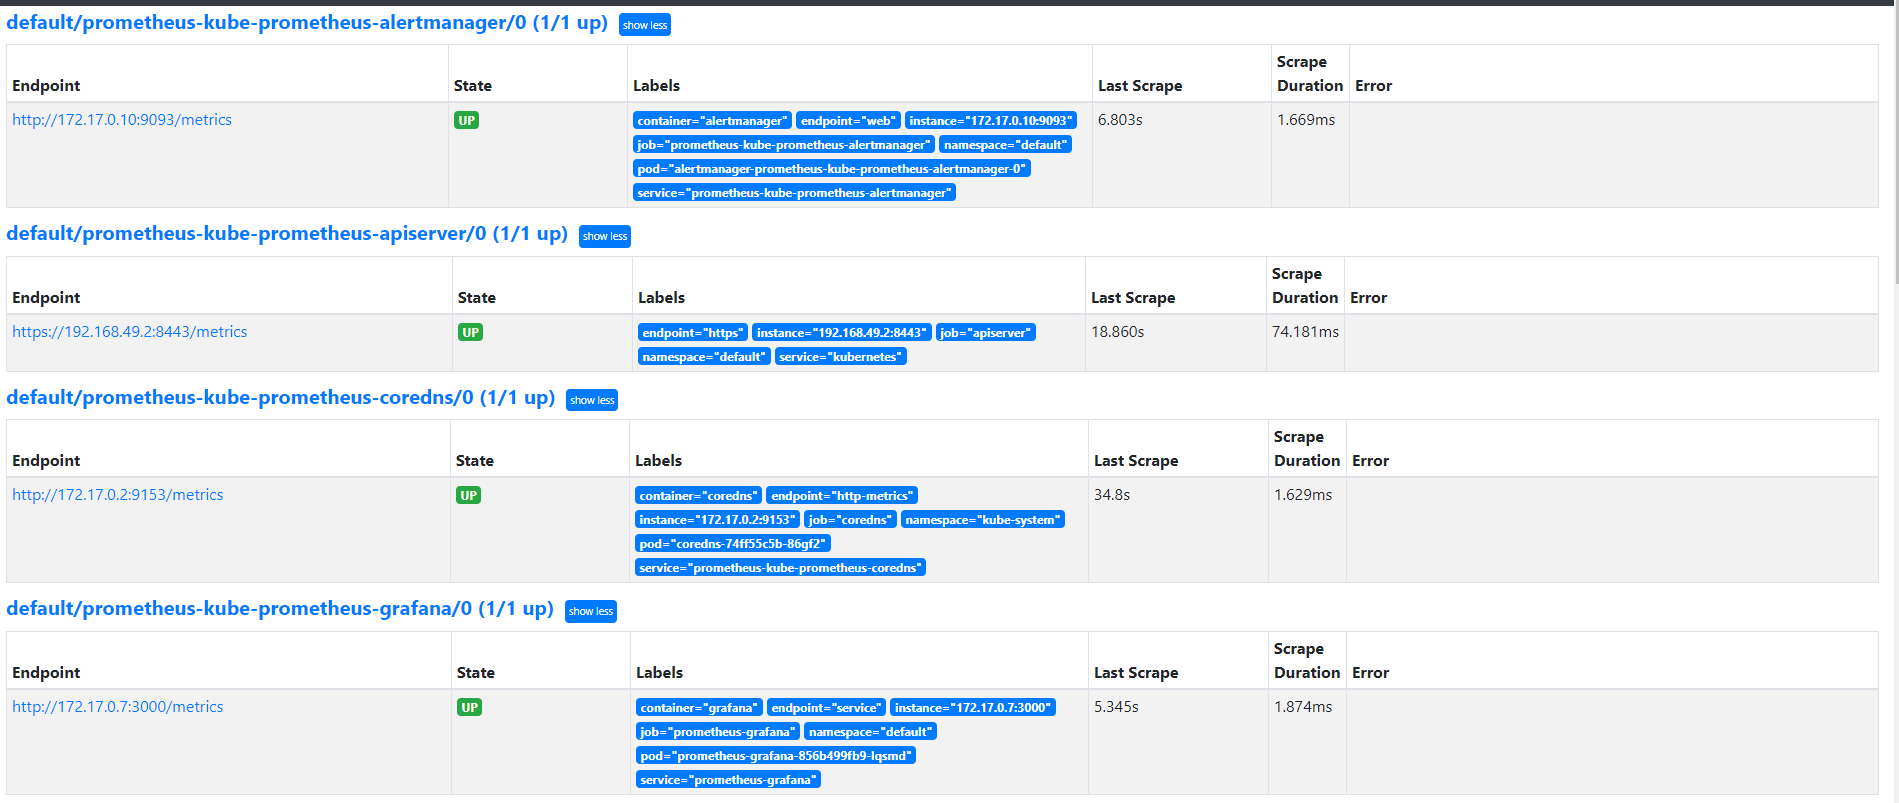 default/prometheus-kube-prometheus-alertmanager/0 (1/1 up) show less
Endpoint State Labels Last Scrape Scrape Duration Error
http://172.17.0.10:9093/metrics UP container="alertmanager" endpoint="web" instance="172.17.0.10:9093" 6.803s 1.669ms
job="prometheus-kube-prometheus-alertmanager" namespace="default"
pod="alertmanager-prometheus-kube-prometheus-alertmanager-0"
service="prometheus-kube-prometheus-alertmanager"
default/prometheus-kube-prometheus-apiserver/0 (1/1 up) show less
Endpoint State Labels Last Scrape Scrape Duration Error
https://192.168.49.2:8443/metrics UP endpoint="https" instance="192.168.49.2:8443" job="apiserver" 18.860s 74.181ms
namespace="default" service="kubernetes"
default/prometheus-kube-prometheus-coredns/0 (1/1 up) show less
Endpoint State Labels Last Scrape Scrape Duration Error
http://172.17.0.2:9153/metrics UP container="coredns" endpoint="http-metrics" 34.8s 1.629ms
instance="172.17.0.2:9153" job="coredns" namespace="kube-system"
pod="coredns-74ff55c5b-86gf2"
service="prometheus-kube-prometheus-coredns"
default/prometheus-kube-prometheus-grafana/0 (1/1 up) show less
Endpoint State Labels Last Scrape Scrape Duration Error
http://172.17.0.7:3000/metrics UP container="grafana" endpoint="service" instance="172.17.0.7:3000" 5.345s 1.874ms
job="prometheus-grafana" namespace="default"
pod="prometheus-grafana-856b499fb9-lqsmd"
service="prometheus-grafana"